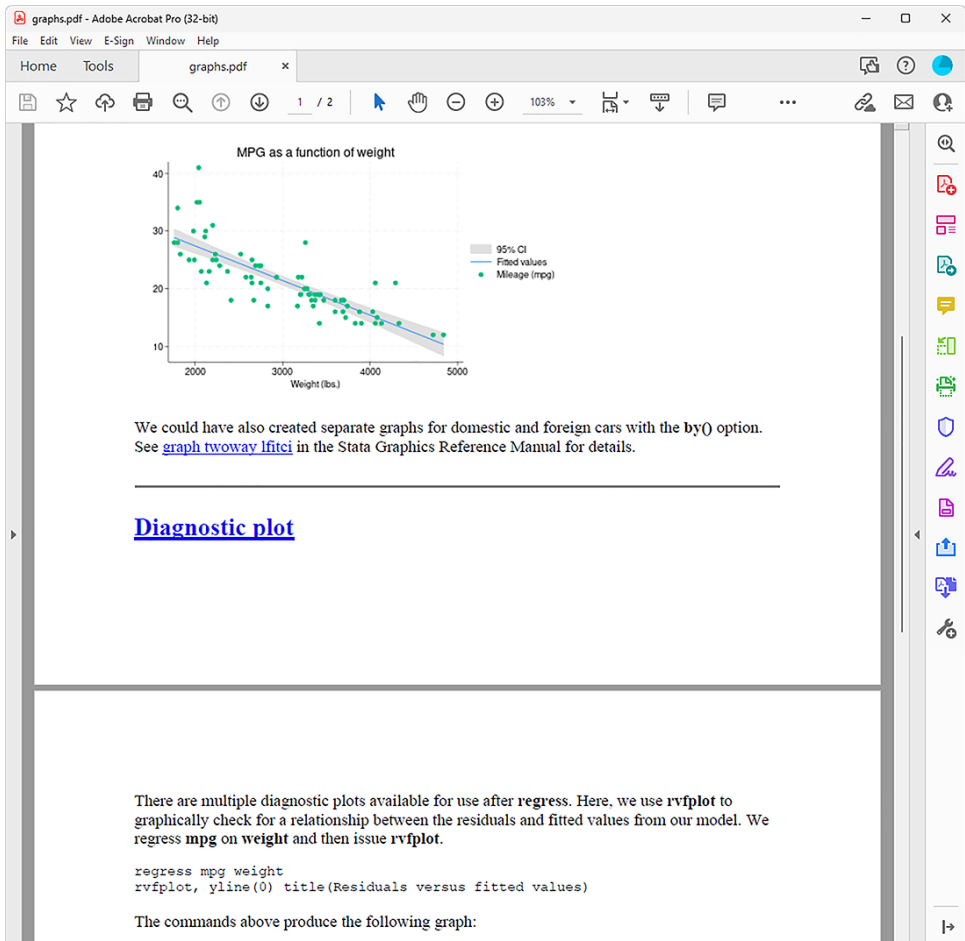 graphs.pdf - Adobe Acrobat Pro (32-bit)
File Edit View E-Sign Window Help
Home Tools graphs.pdf ×
1 / 2 103%
MPG as a function of weight
40
30
20
10
2000 3000 4000 5000
Weight (lbs.)
95% CI
Fitted values
Mileage (mpg)
We could have also created separate graphs for domestic and foreign cars with the by() option.
See graph twoway lfitci in the Stata Graphics Reference Manual for details.
Diagnostic plot
There are multiple diagnostic plots available for use after regress. Here, we use rvfplot to
graphically check for a relationship between the residuals and fitted values from our model. We
regress mpg on weight and then issue rvfplot.
regress mpg weight
rvfplot, yline(0) title(Residuals versus fitted values)
The commands above produce the following graph: